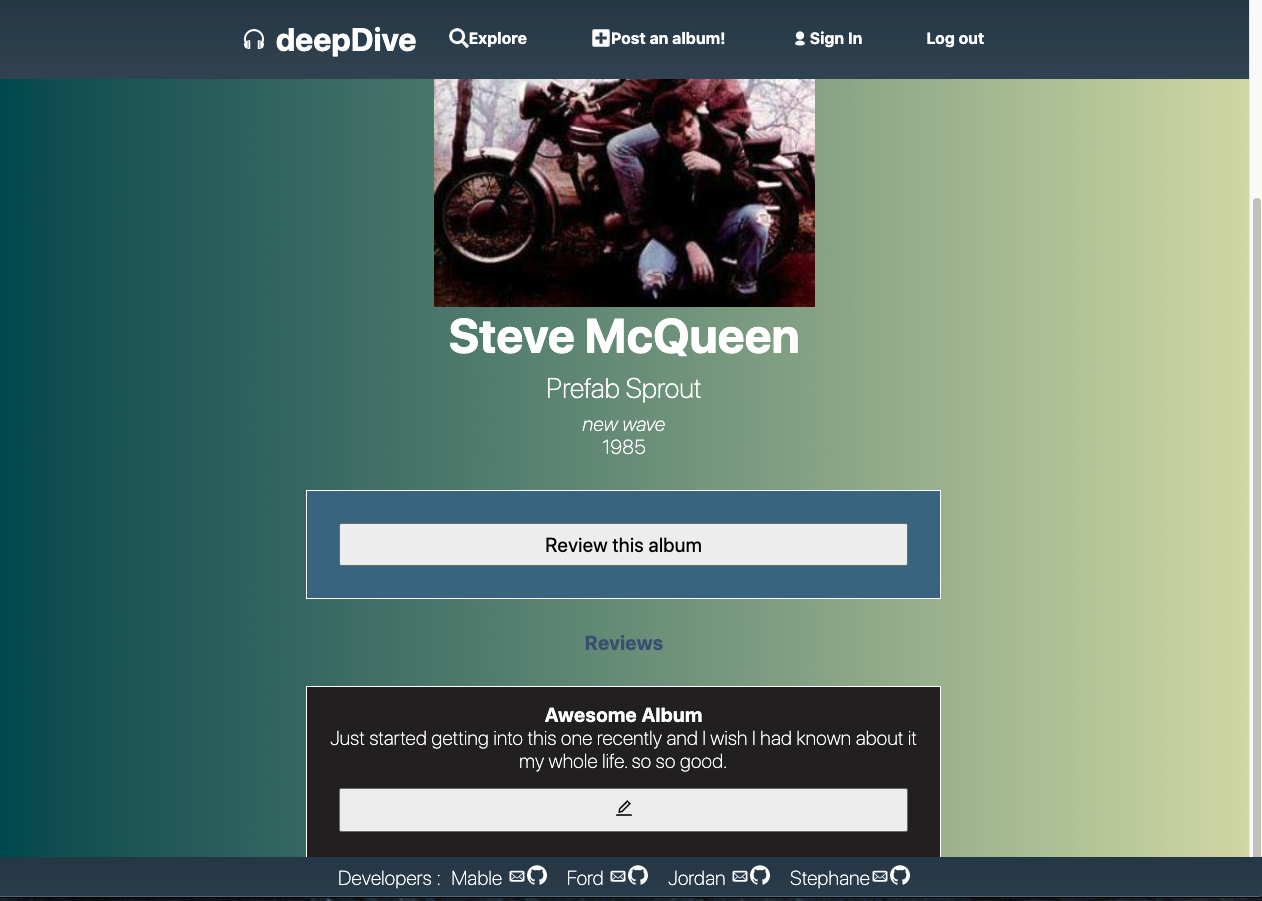 deepDive Explore Post an album! Sign In Log out
Steve McQueen
Prefab Sprout
new wave
1985
Review this album
Reviews
Awesome Album
Just started getting into this one recently and I wish I had known about it
my whole life. so so good.
Developers : Mable Ford Jordan Stephane